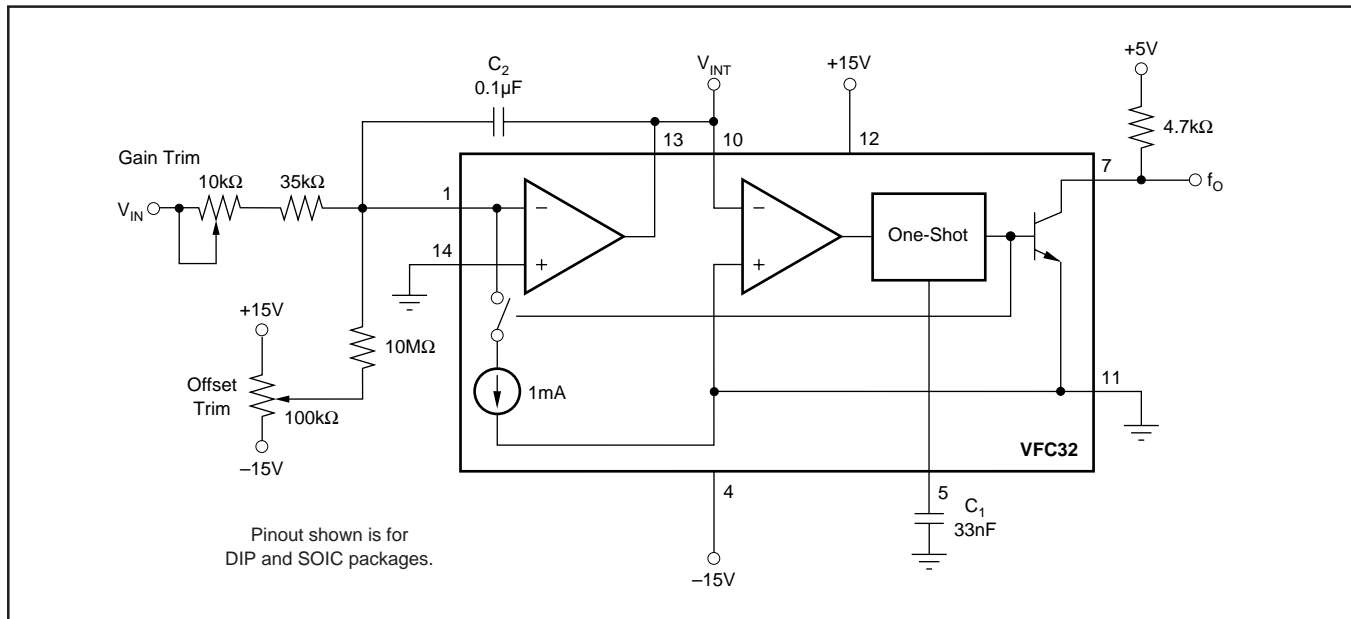 C2
0.1µF
VINT
+15V
+5V
4.7kΩ
13
10
12
7
fO
Gain Trim
10kΩ
35kΩ
VIN
1
–
+
14
–
+
One-Shot
+15V
10MΩ
Offset
Trim
100kΩ
–15V
1mA
11
VFC32
4
–15V
5
C1
33nF
Pinout shown is for
DIP and SOIC packages.